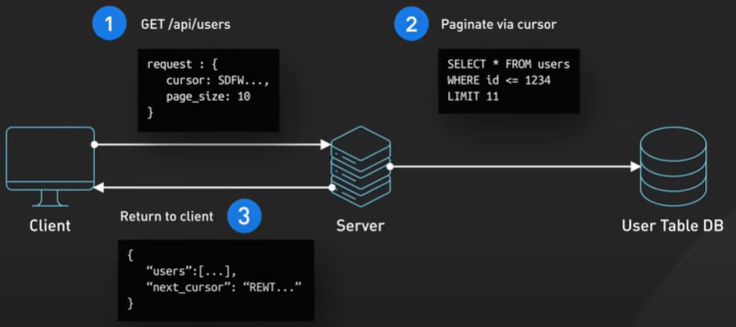 1 GET /api/users
request : {
cursor: SDFW...,
page_size: 10
}
2 Paginate via cursor
SELECT * FROM users
WHERE id <= 1234
LIMIT 11
Client
Server
User Table DB
Return to client 3
{
“users”:[...],
“next_cursor”: “REWT...”
}